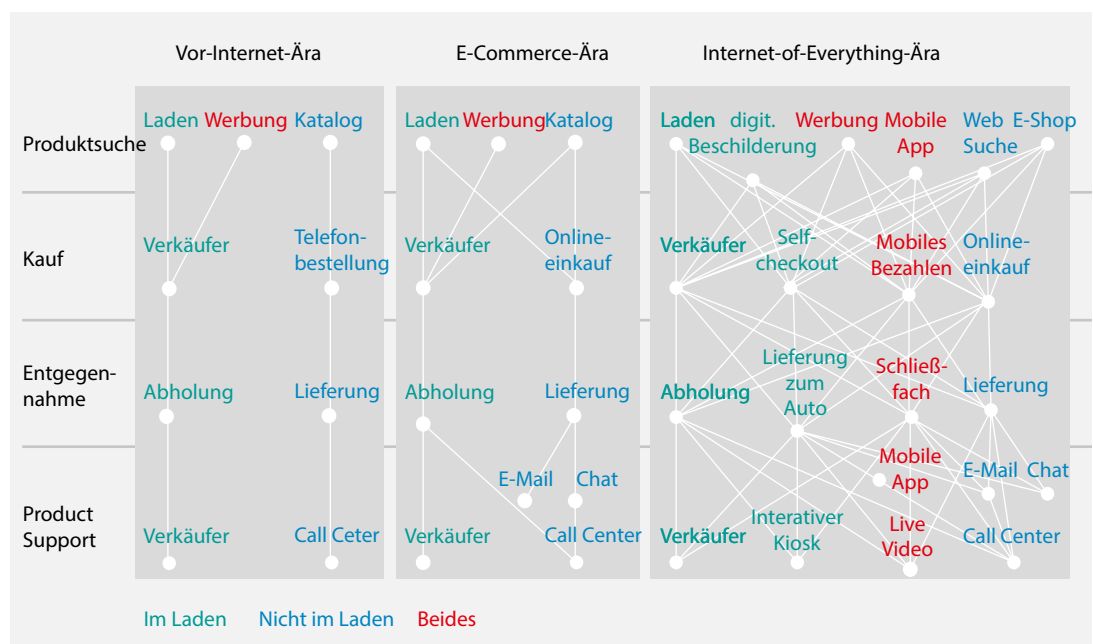 Vor-Internet-Ära E-Commerce-Ära Internet-of-Everything-Ära
Produktsuche
Kauf
Entgegen-
nahme
Product
Support
Laden Werbung Katalog
Verkäufer
Telefon-
bestellung
Abholung
Lieferung
Verkäufer
Call Ceter
Laden Werbung Katalog
Verkäufer
Online-
einkauf
Abholung
Lieferung
E-Mail
Chat
Verkäufer
Call Center
Laden
digit.
Beschilderung
Werbung
Mobile
App
Web
Suche
E-Shop
Verkäufer
Self-
checkout
Mobiles
Bezahlen
Online-
einkauf
Abholung
Lieferung
zum
Auto
Schließ-
fach
Lieferung
Mobile
App
E-Mail
Chat
Verkäufer
Interativer
Kiosk
Live
Video
Call Center
Im Laden Nicht im Laden Beides